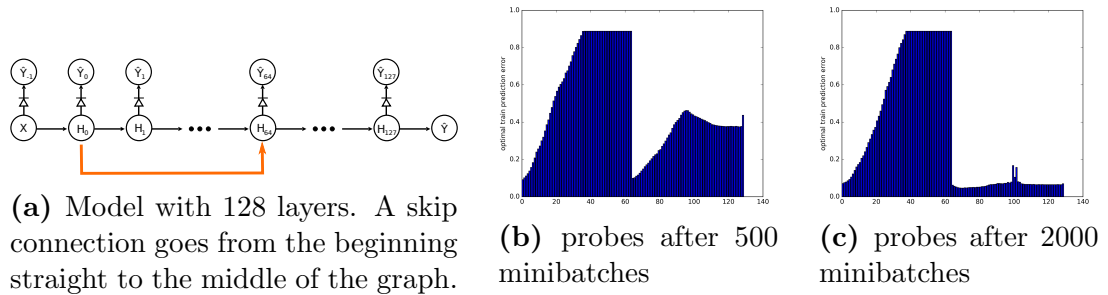 Ŷ₋₁ Ŷ₀ Ŷ₁ Ŷ₆₄ Ŷ₁₂₇
X H₀ H₁ ••• H₆₄ ••• H₁₂₇ Ŷ
(a) Model with 128 layers. A skip
connection goes from the beginning
straight to the middle of the graph.
optimal train prediction error
1.0
0.8
0.6
0.4
0.2
0.0
0 20 40 60 80 100 120 140
(b) probes after 500
minibatches
optimal train prediction error
1.0
0.8
0.6
0.4
0.2
0.0
0 20 40 60 80 100 120 140
(c) probes after 2000
minibatches